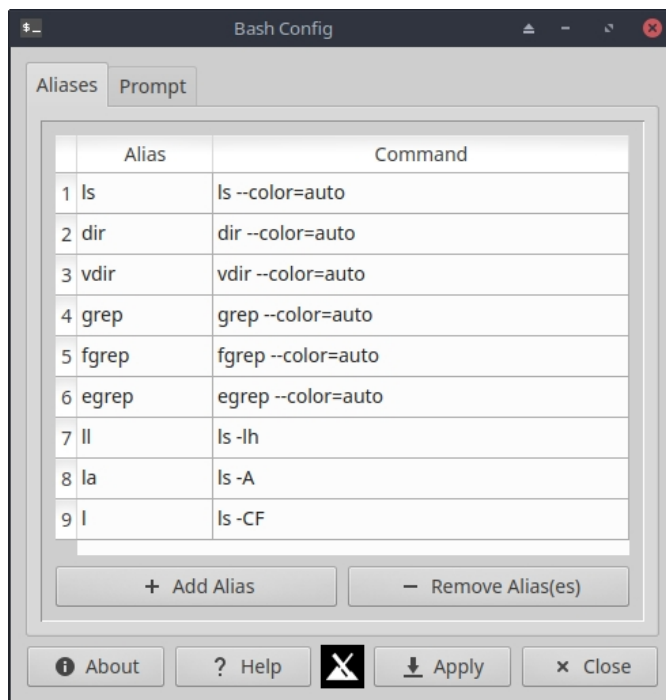 $_ Bash Config
Aliases Prompt
Alias Command
1 ls ls --color=auto
2 dir dir --color=auto
3 vdir vdir --color=auto
4 grep grep --color=auto
5 fgrep fgrep --color=auto
6 egrep egrep --color=auto
7 ll ls -lh
8 la ls -A
9 l ls -CF
+ Add Alias − Remove Alias(es)
About ? Help Apply × Close